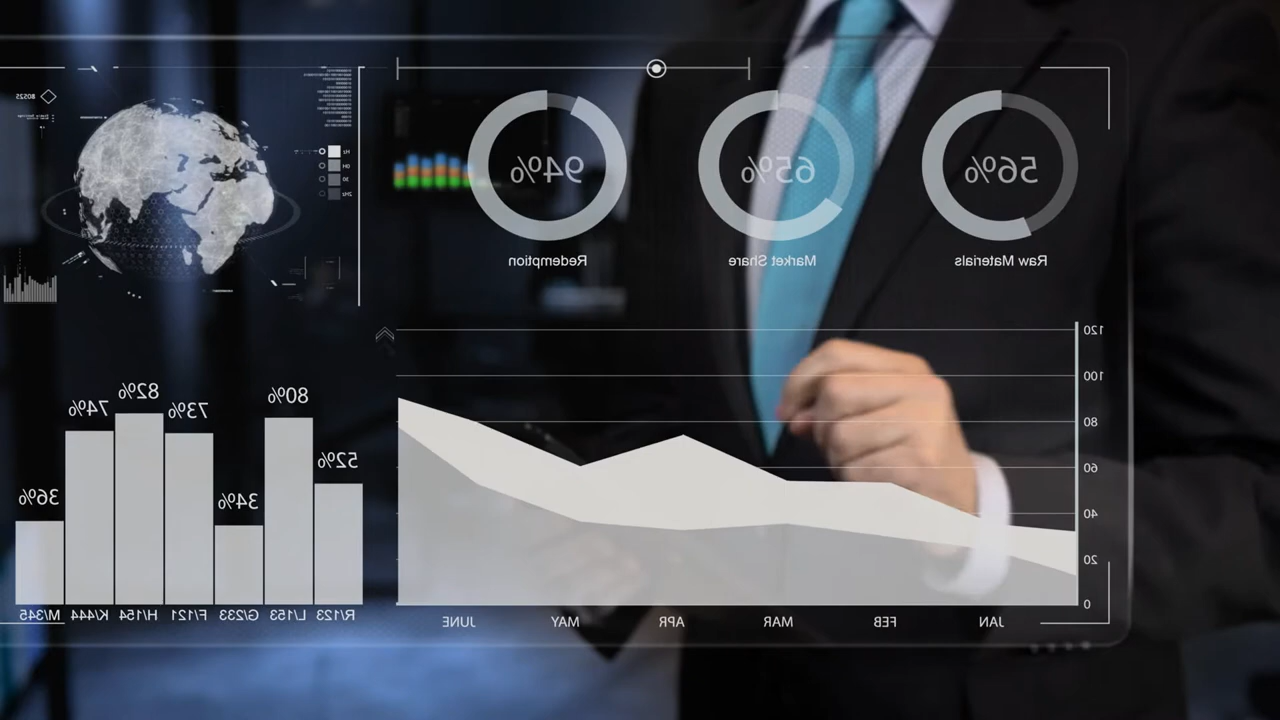 BOS25
94%
65%
56%
Redemption
Market Share
Raw Materials
120
100
80
60
40
20
0
JUNE
MAY
APR
MAR
FEB
JAN
36%
74%
82%
73%
34%
80%
52%
M/345
K/444
H/154
F/121
G/233
L/153
R/123